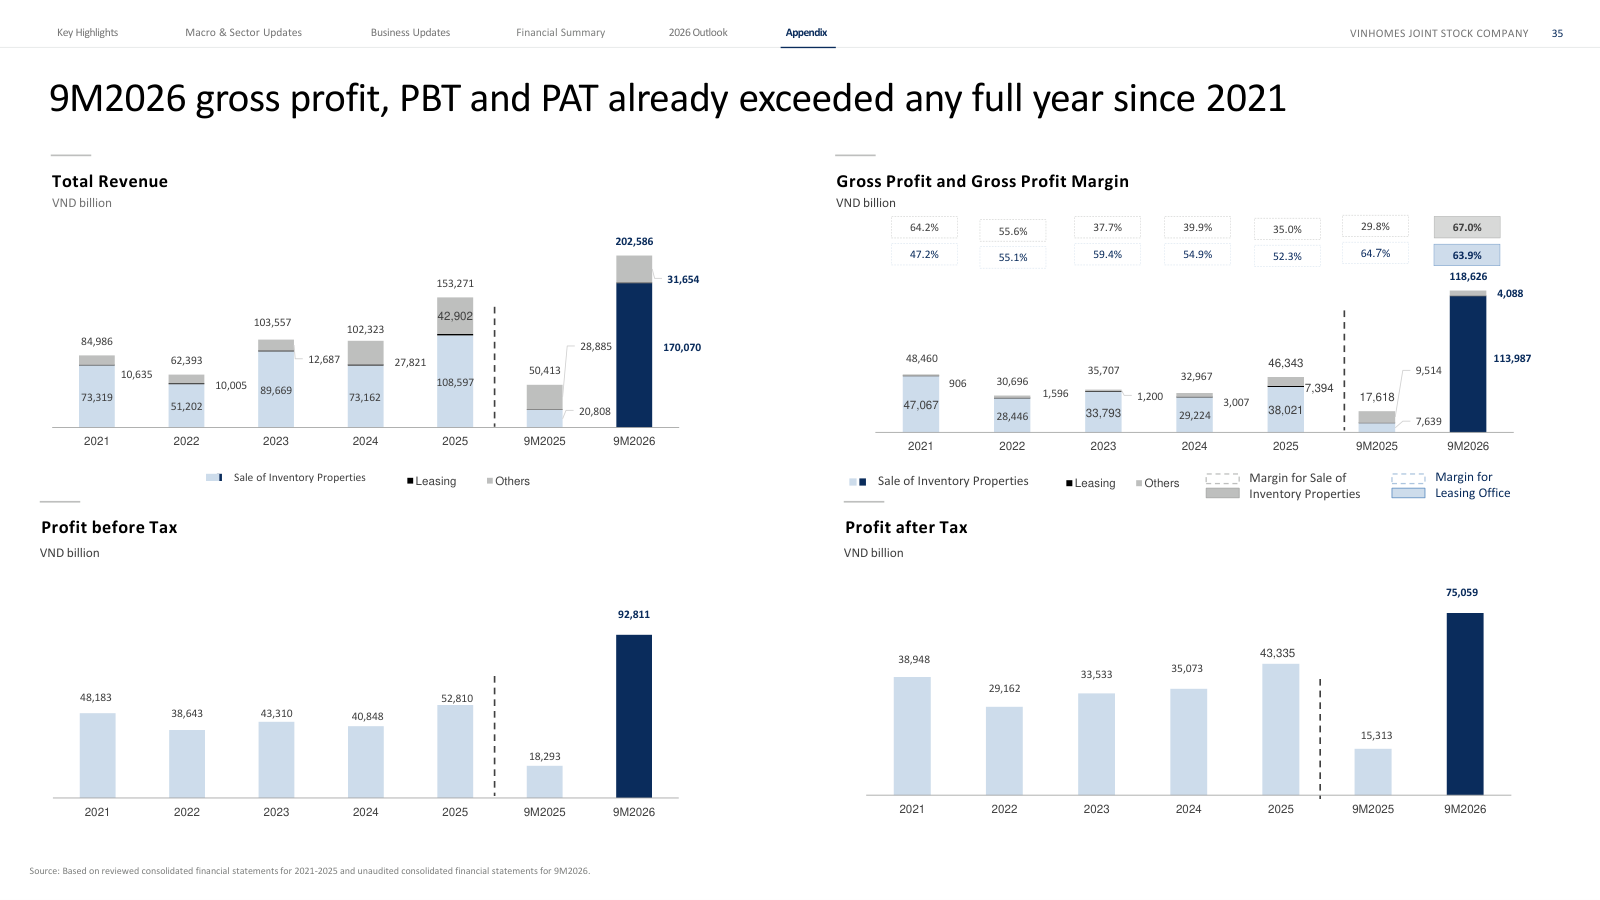 Key Highlights
Macro & Sector Updates
Business Updates
Financial Summary
2026 Outlook
Appendix
VINHOMES JOINT STOCK COMPANY
35
9M2026 gross profit, PBT and PAT already exceeded any full year since 2021
Total Revenue
VND billion
84,986
10,635
73,319
62,393
10,005
51,202
103,557
12,687
89,669
102,323
27,821
73,162
153,271
42,902
108,597
50,413
28,885
20,808
202,586
31,654
170,070
2021
2022
2023
2024
2025
9M2025
9M2026
Sale of Inventory Properties
Leasing
Others
Gross Profit and Gross Profit Margin
VND billion
64.2%
55.6%
37.7%
39.9%
35.0%
29.8%
67.0%
47.2%
55.1%
59.4%
54.9%
52.3%
64.7%
63.9%
48,460
906
47,067
30,696
1,596
28,446
35,707
1,200
33,793
32,967
3,007
29,224
46,343
7,394
38,021
17,618
9,514
7,639
118,626
4,088
113,987
2021
2022
2023
2024
2025
9M2025
9M2026
Sale of Inventory Properties
Leasing
Others
Margin for Sale of
Inventory Properties
Margin for
Leasing Office
Profit before Tax
VND billion
48,183
38,643
43,310
40,848
52,810
18,293
92,811
2021
2022
2023
2024
2025
9M2025
9M2026
Profit after Tax
VND billion
38,948
29,162
33,533
35,073
43,335
15,313
75,059
2021
2022
2023
2024
2025
9M2025
9M2026
Source: Based on reviewed consolidated financial statements for 2021-2025 and unaudited consolidated financial statements for 9M2026.